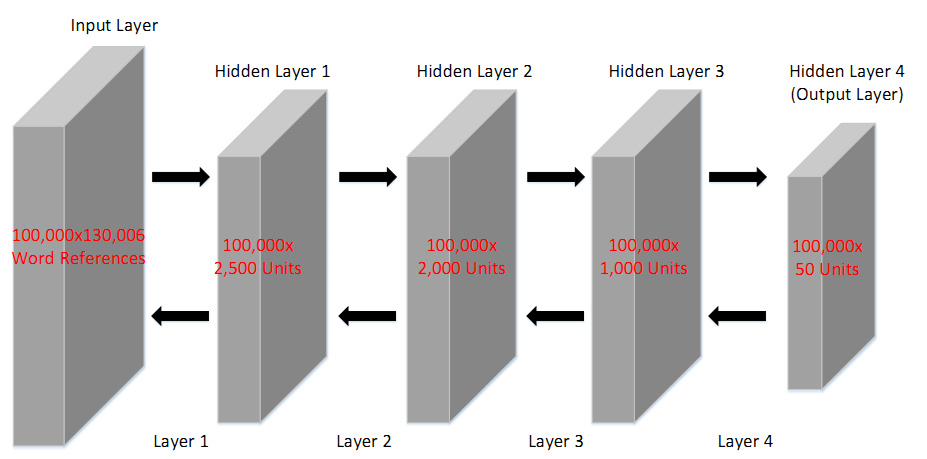 Input Layer
Hidden Layer 1
Hidden Layer 2
Hidden Layer 3
Hidden Layer 4
(Output Layer)
100,000x130,006
Word References
100,000x
2,500 Units
100,000x
2,000 Units
100,000x
1,000 Units
100,000x
50 Units
Layer 1
Layer 2
Layer 3
Layer 4